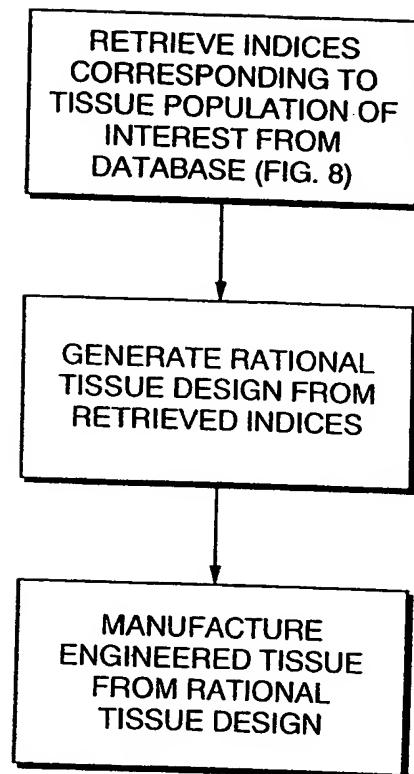 RETRIEVE INDICES
CORRESPONDING TO
TISSUE POPULATION OF
INTEREST FROM
DATABASE (FIG. 8)
GENERATE RATIONAL
TISSUE DESIGN FROM
RETRIEVED INDICES
MANUFACTURE
ENGINEERED TISSUE
FROM RATIONAL
TISSUE DESIGN